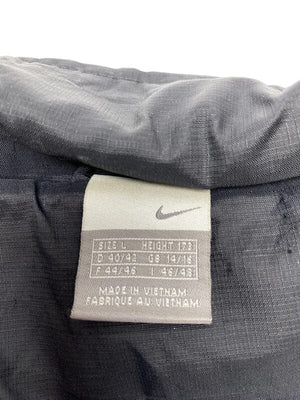 SIZE L HEIGHT 173
D 40/42 GB 14/16
F 44/46 I 46/48
MADE IN VIETNAM
FABRIQUE AU VIETNAM